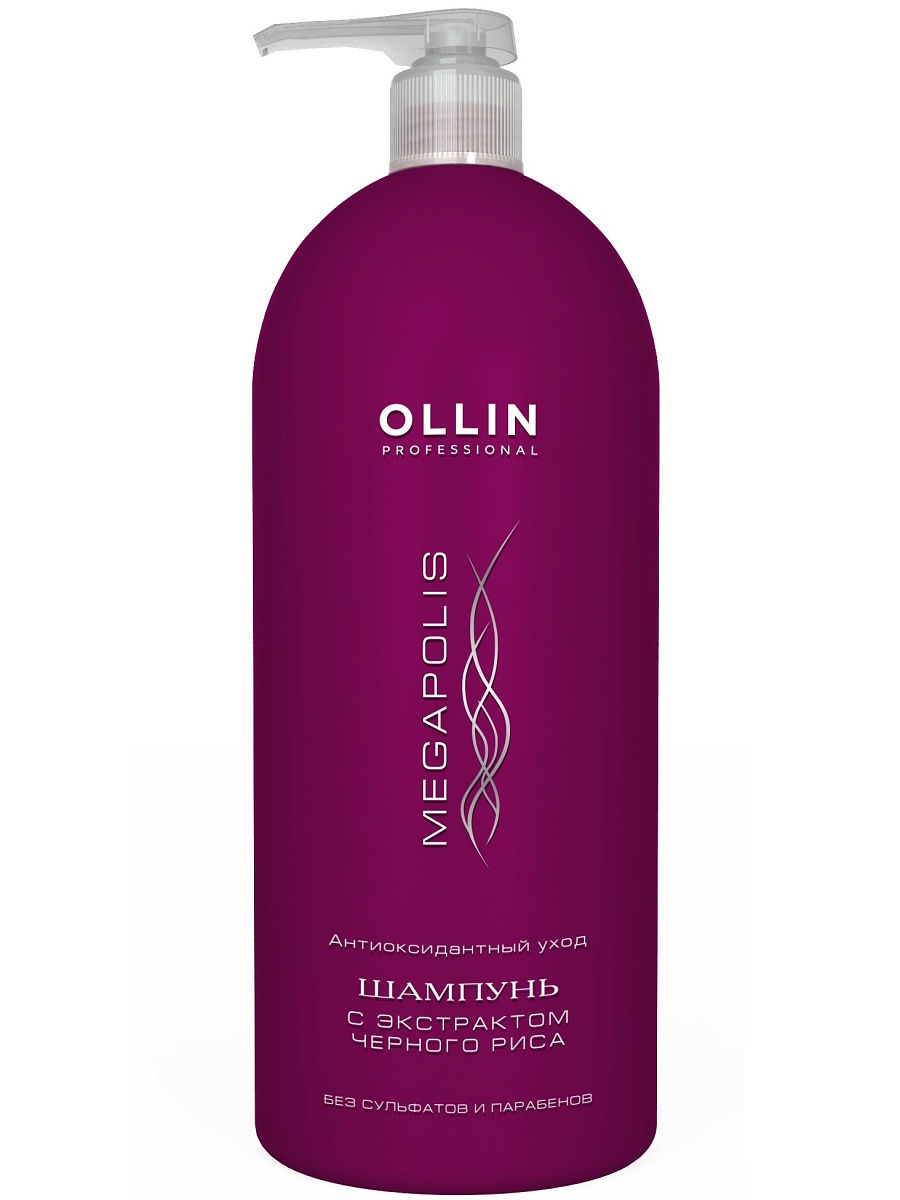 OLLIN
PROFESSIONAL
MEGAPOLIS
Антиоксидантный уход
ШАМПУНЬ
С ЭКСТРАКТОМ
ЧЕРНОГО РИСА
БЕЗ СУЛЬФАТОВ И ПАРАБЕНОВ